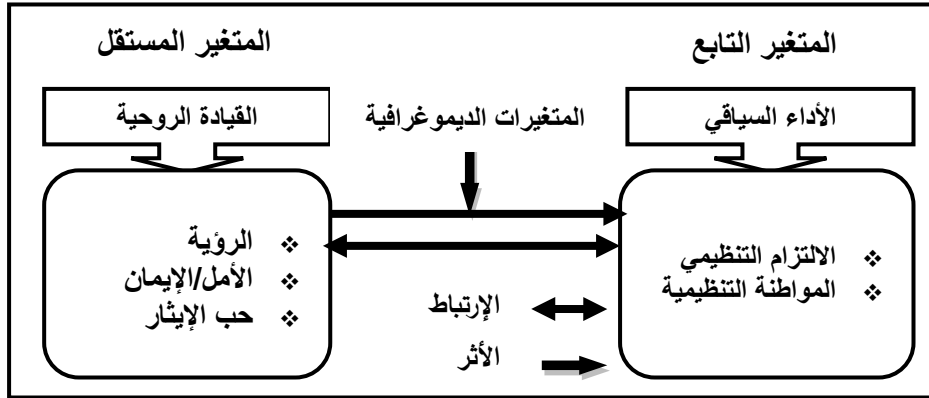 المتغير التابع
المتغير المستقل
الأداء السياقي
المتغيرات الديموغرافية
القيادة الروحية
❖ الالتزام التنظيمي
❖ المواطنة التنظيمية
❖ الرؤية
❖ الأمل/الإيمان
❖ حب الإيثار
الإرتباط
الأثر